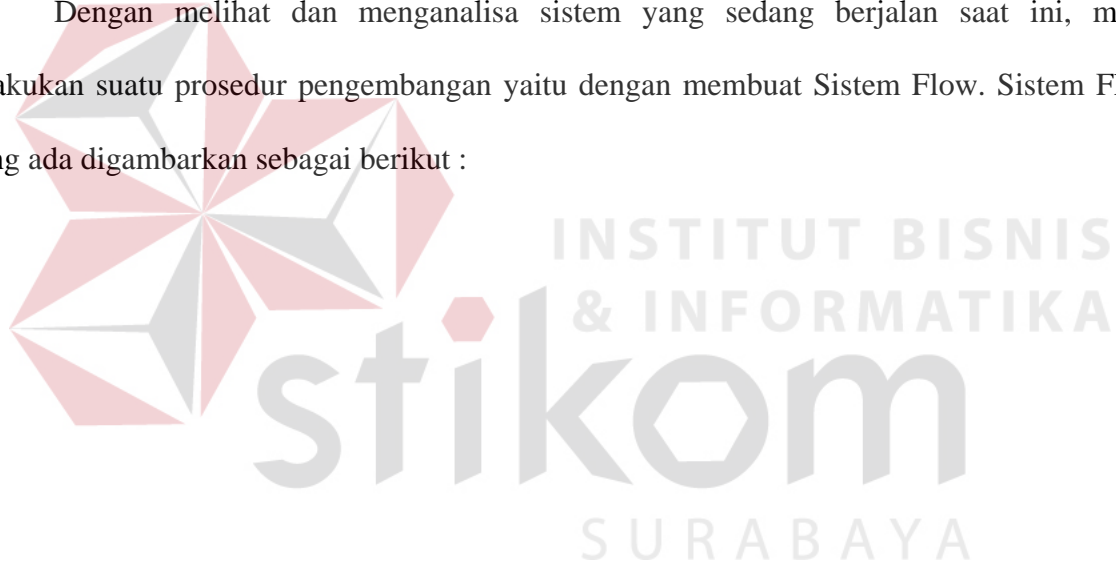 Dengan melihat dan menganalisa sistem yang sedang berjalan saat ini, m
akukan suatu prosedur pengembangan yaitu dengan membuat Sistem Flow. Sistem F
ng ada digambarkan sebagai berikut :
INSTITUT BISNIS
& INFORMATIKA
stikom
SURABAYA